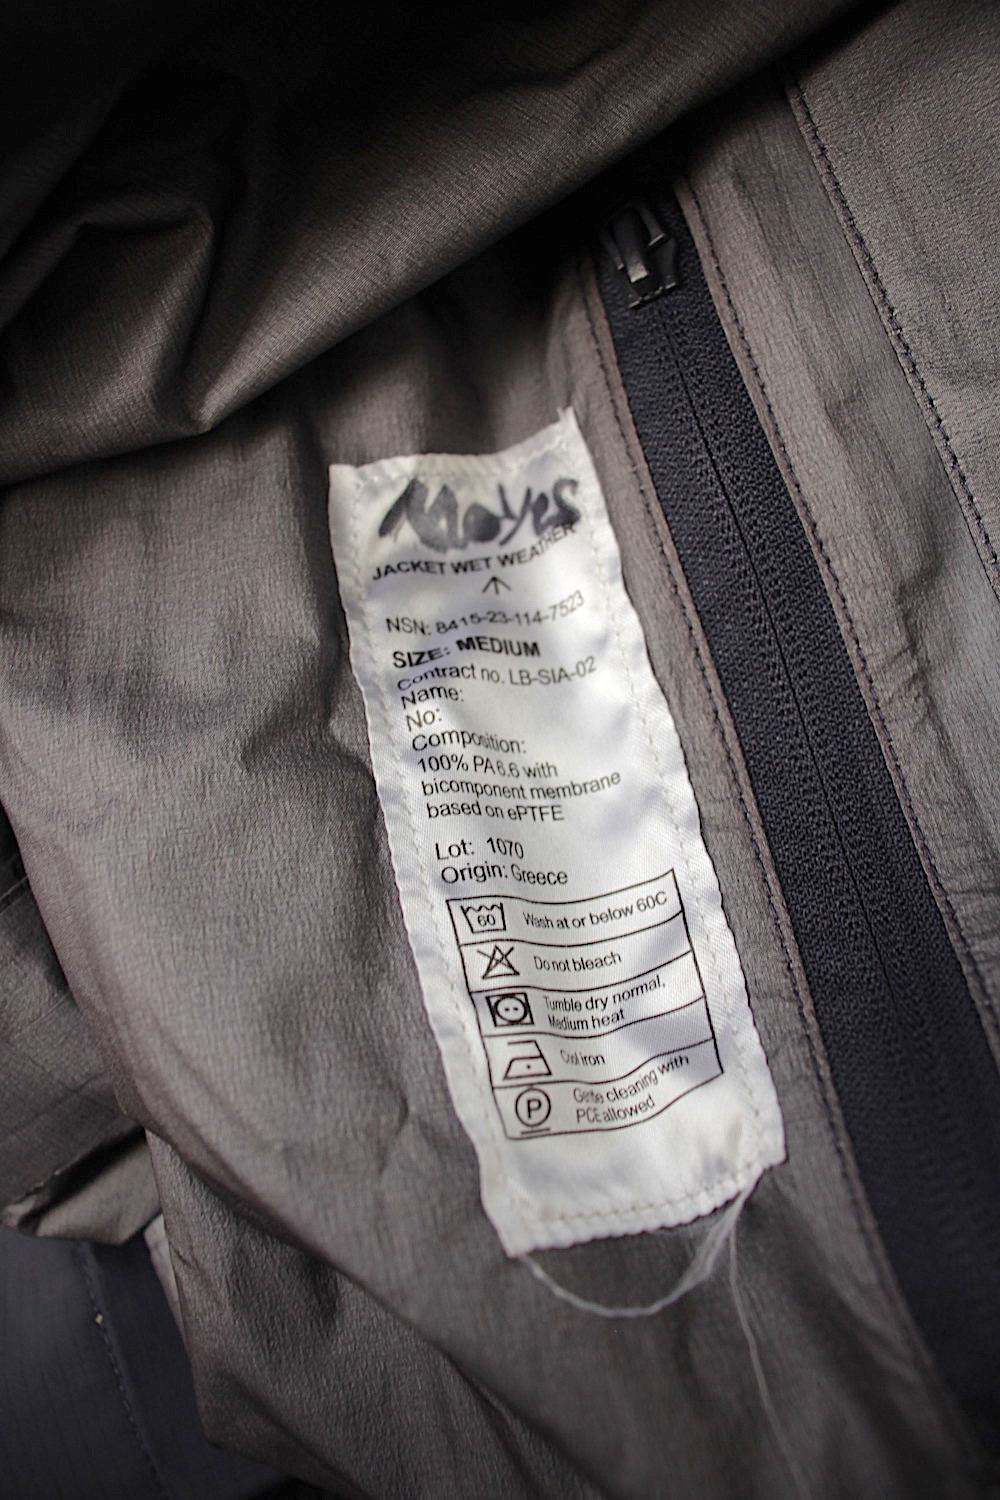 Moyes
JACKET WET WEATHER
NSN: 8415-23-114-7523
SIZE: MEDIUM
Contract no. LB-SIA-02
Name:
No:
Composition:
100% PA6.6 with
bicomponent membrane
based on ePTFE
Lot: 1070
Origin: Greece
60 Wash at or below 60C
Do not bleach
Tumble dry normal,
Medium heat
Cool iron
P Gentle cleaning with
PCE allowed